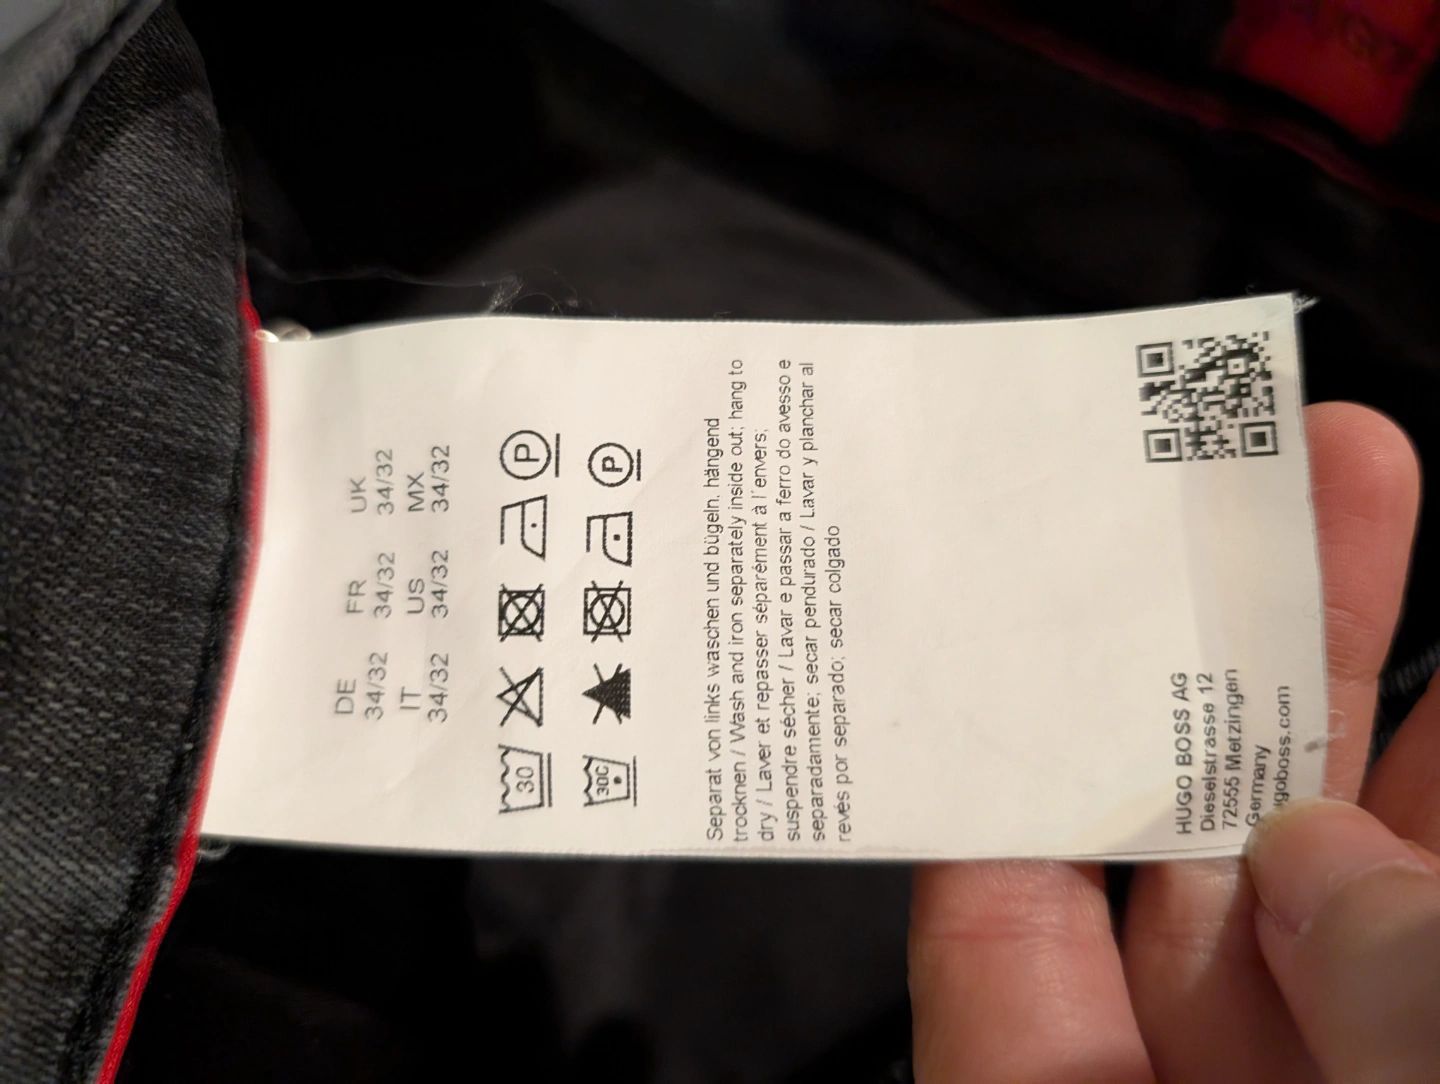 DE FR UK
34/32 34/32 34/32
IT US MX
34/32 34/32 34/32
30 P
30C P
Separat von links waschen und bügeln, hängend
trocknen / Wash and iron separately inside out; hang to
dry / Laver et repasser séparément à l'envers;
suspendre sécher / Lavar e passar a ferro do avesso e
separadamente; secar pendurado / Lavar y planchar al
revés por separado; secar colgado
HUGO BOSS AG
Dieselstrasse 12
72555 Metzingen
Germany
ugoboss.com